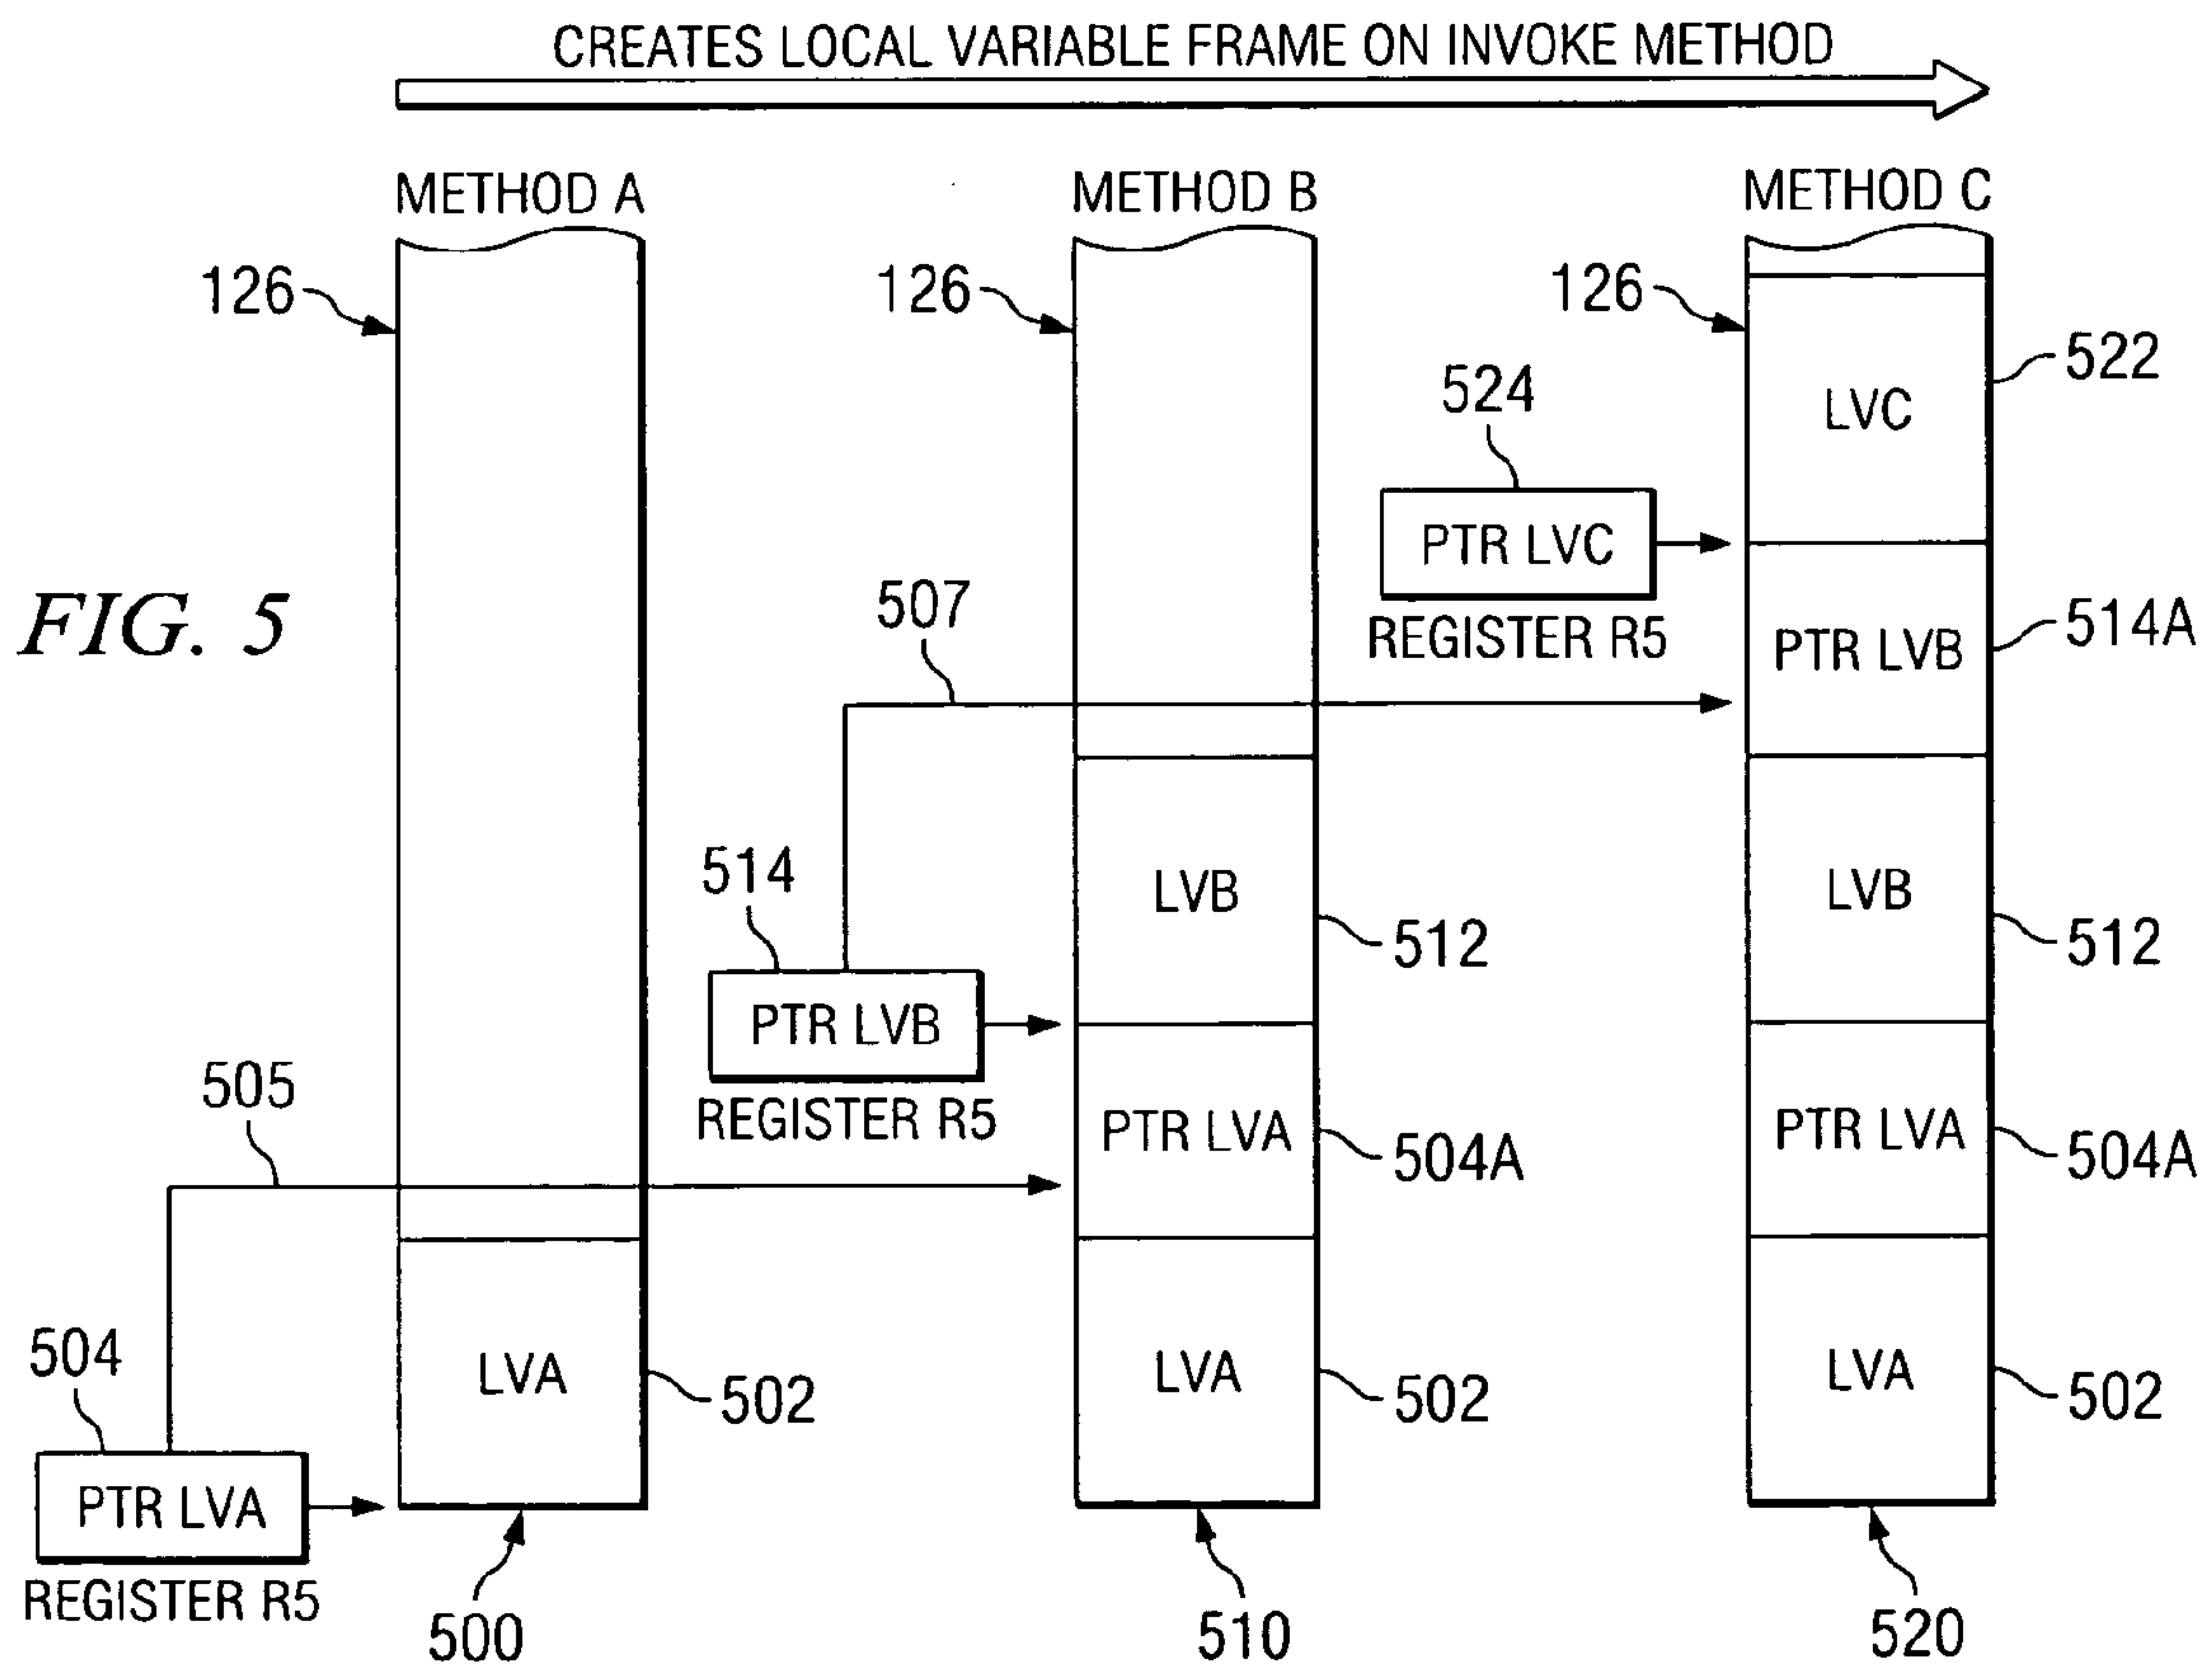 CREATES LOCAL VARIABLE FRAME ON INVOKE METHOD
METHOD A
METHOD B
METHOD C
126
126
126
522
524
LVC
PTR LVC
REGISTER R5
FIG. 5
507
PTR LVB
514A
514
LVB
512
LVB
512
PTR LVB
REGISTER R5
505
PTR LVA
504A
PTR LVA
504A
504
LVA
502
LVA
502
LVA
502
PTR LVA
REGISTER R5
500
510
520